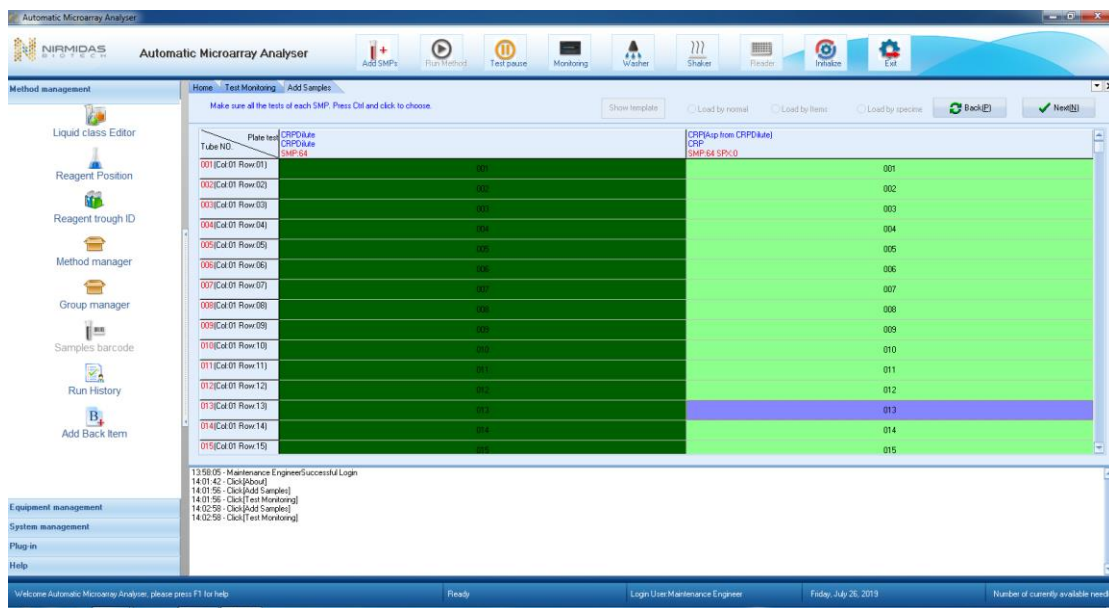 Automatic Microarray Analyser
NIRMIDAS
BIOTECH
Automatic Microarray Analyser
Add SMPs
Run Method
Test pause
Monitoring
Washer
Shaker
Reader
Initialize
Exit
Method management
Home Test Monitoring Add Samples
Make sure all the tests of each SMP. Press Ctrl and click to choose.
Show template
Load by normal
Load by Items
Load by specime
Back(P)
Next(N)
Liquid class Editor
Reagent Position
Reagent trough ID
Method manager
Group manager
Samples barcode
Run History
Add Back Item
Equipment management
System management
Plug-in
Help
Plate test
Tube NO.
CRPDilute
CRPDilute
SMP:64
CRP(Asp from CRPDilute)
CRP
SMP:64 SPX:0
001(Col:01 Row:01) 001 001
002(Col:01 Row:02) 002 002
003(Col:01 Row:03) 003 003
004(Col:01 Row:04) 004 004
005(Col:01 Row:05) 005 005
006(Col:01 Row:06) 006 006
007(Col:01 Row:07) 007 007
008(Col:01 Row:08) 008 008
009(Col:01 Row:09) 009 009
010(Col:01 Row:10) 010 010
011(Col:01 Row:11) 011 011
012(Col:01 Row:12) 012 012
013(Col:01 Row:13) 013 013
014(Col:01 Row:14) 014 014
015(Col:01 Row:15) 015 015
13:58:05 - Maintenance EngineerSuccessful Login
14:01:42 - Click[About]
14:01:56 - Click[Add Samples]
14:01:56 - Click[Test Monitoring]
14:02:58 - Click[Add Samples]
14:02:58 - Click[Test Monitoring]
Welcome Automatic Microarray Analyser, please press F1 for help
Ready
Login User:Maintenance Engineer
Friday, July 26, 2019
Number of currently available need